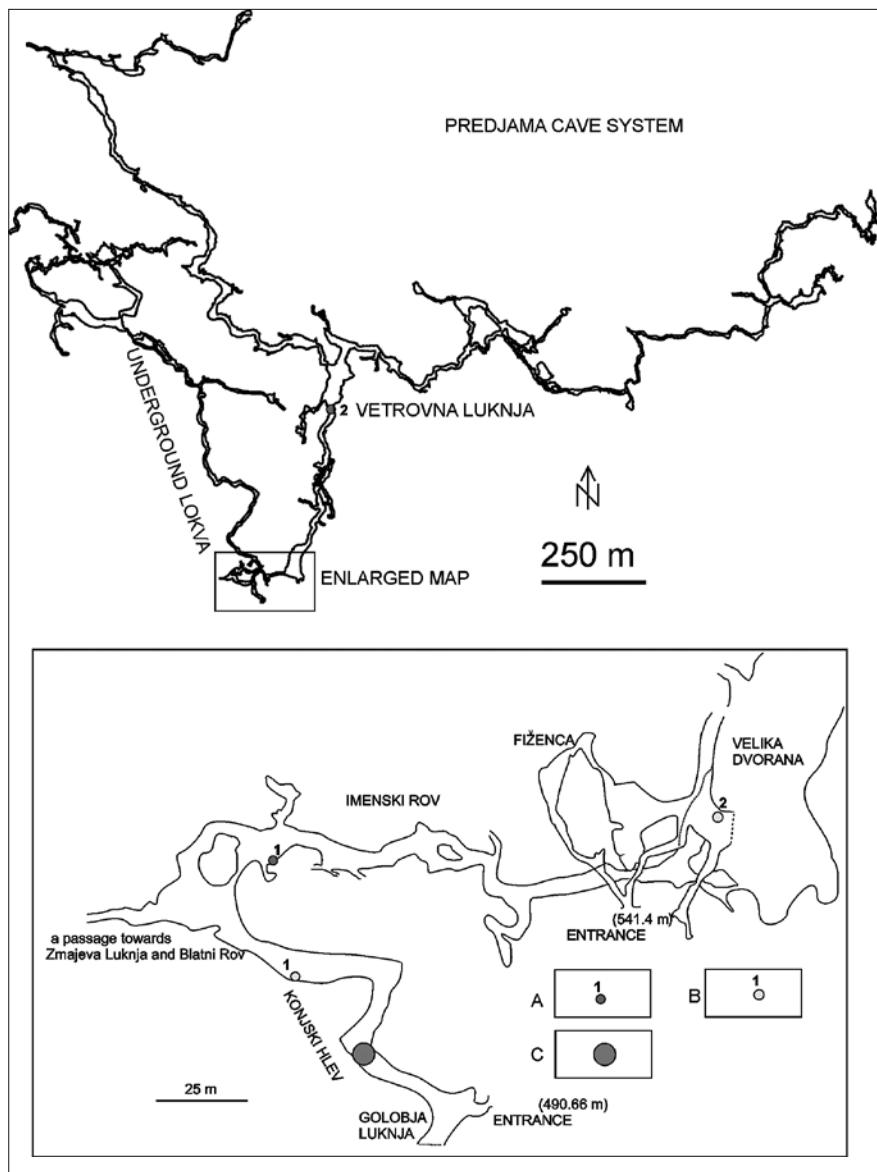 PREDJAMA CAVE SYSTEM
UNDERGROUND LOKVA
2 VETROVNA LUKNJA
N
250 m
ENLARGED MAP
FIŽENCA
VELIKA
DVORANA
IMENSKI ROV
2
1
(541.4 m)
ENTRANCE
a passage towards
Zmajeva Luknja and Blatni Rov
1
KONJSKI HLEV
A
1
B
1
C
25 m
GOLOBJA
LUKNJA
(490.66 m)
ENTRANCE